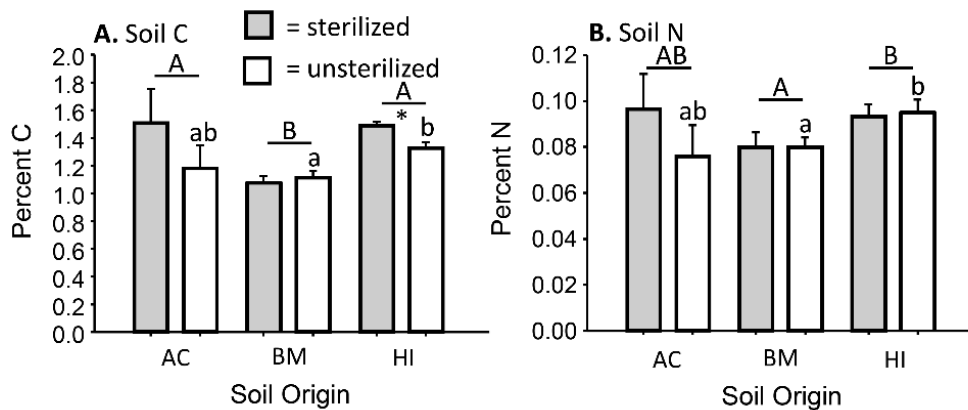 A. Soil C
= sterilized
= unsterilized
2.0
1.8
1.6
1.4
1.2
1.0
0.8
0.6
0.4
0.2
0.0
Percent C
A
ab
B
a
A
*
b
AC BM HI
Soil Origin
B. Soil N
0.12
0.10
0.08
0.06
0.04
0.02
0.00
Percent N
AB
ab
A
a
B
b
AC BM HI
Soil Origin